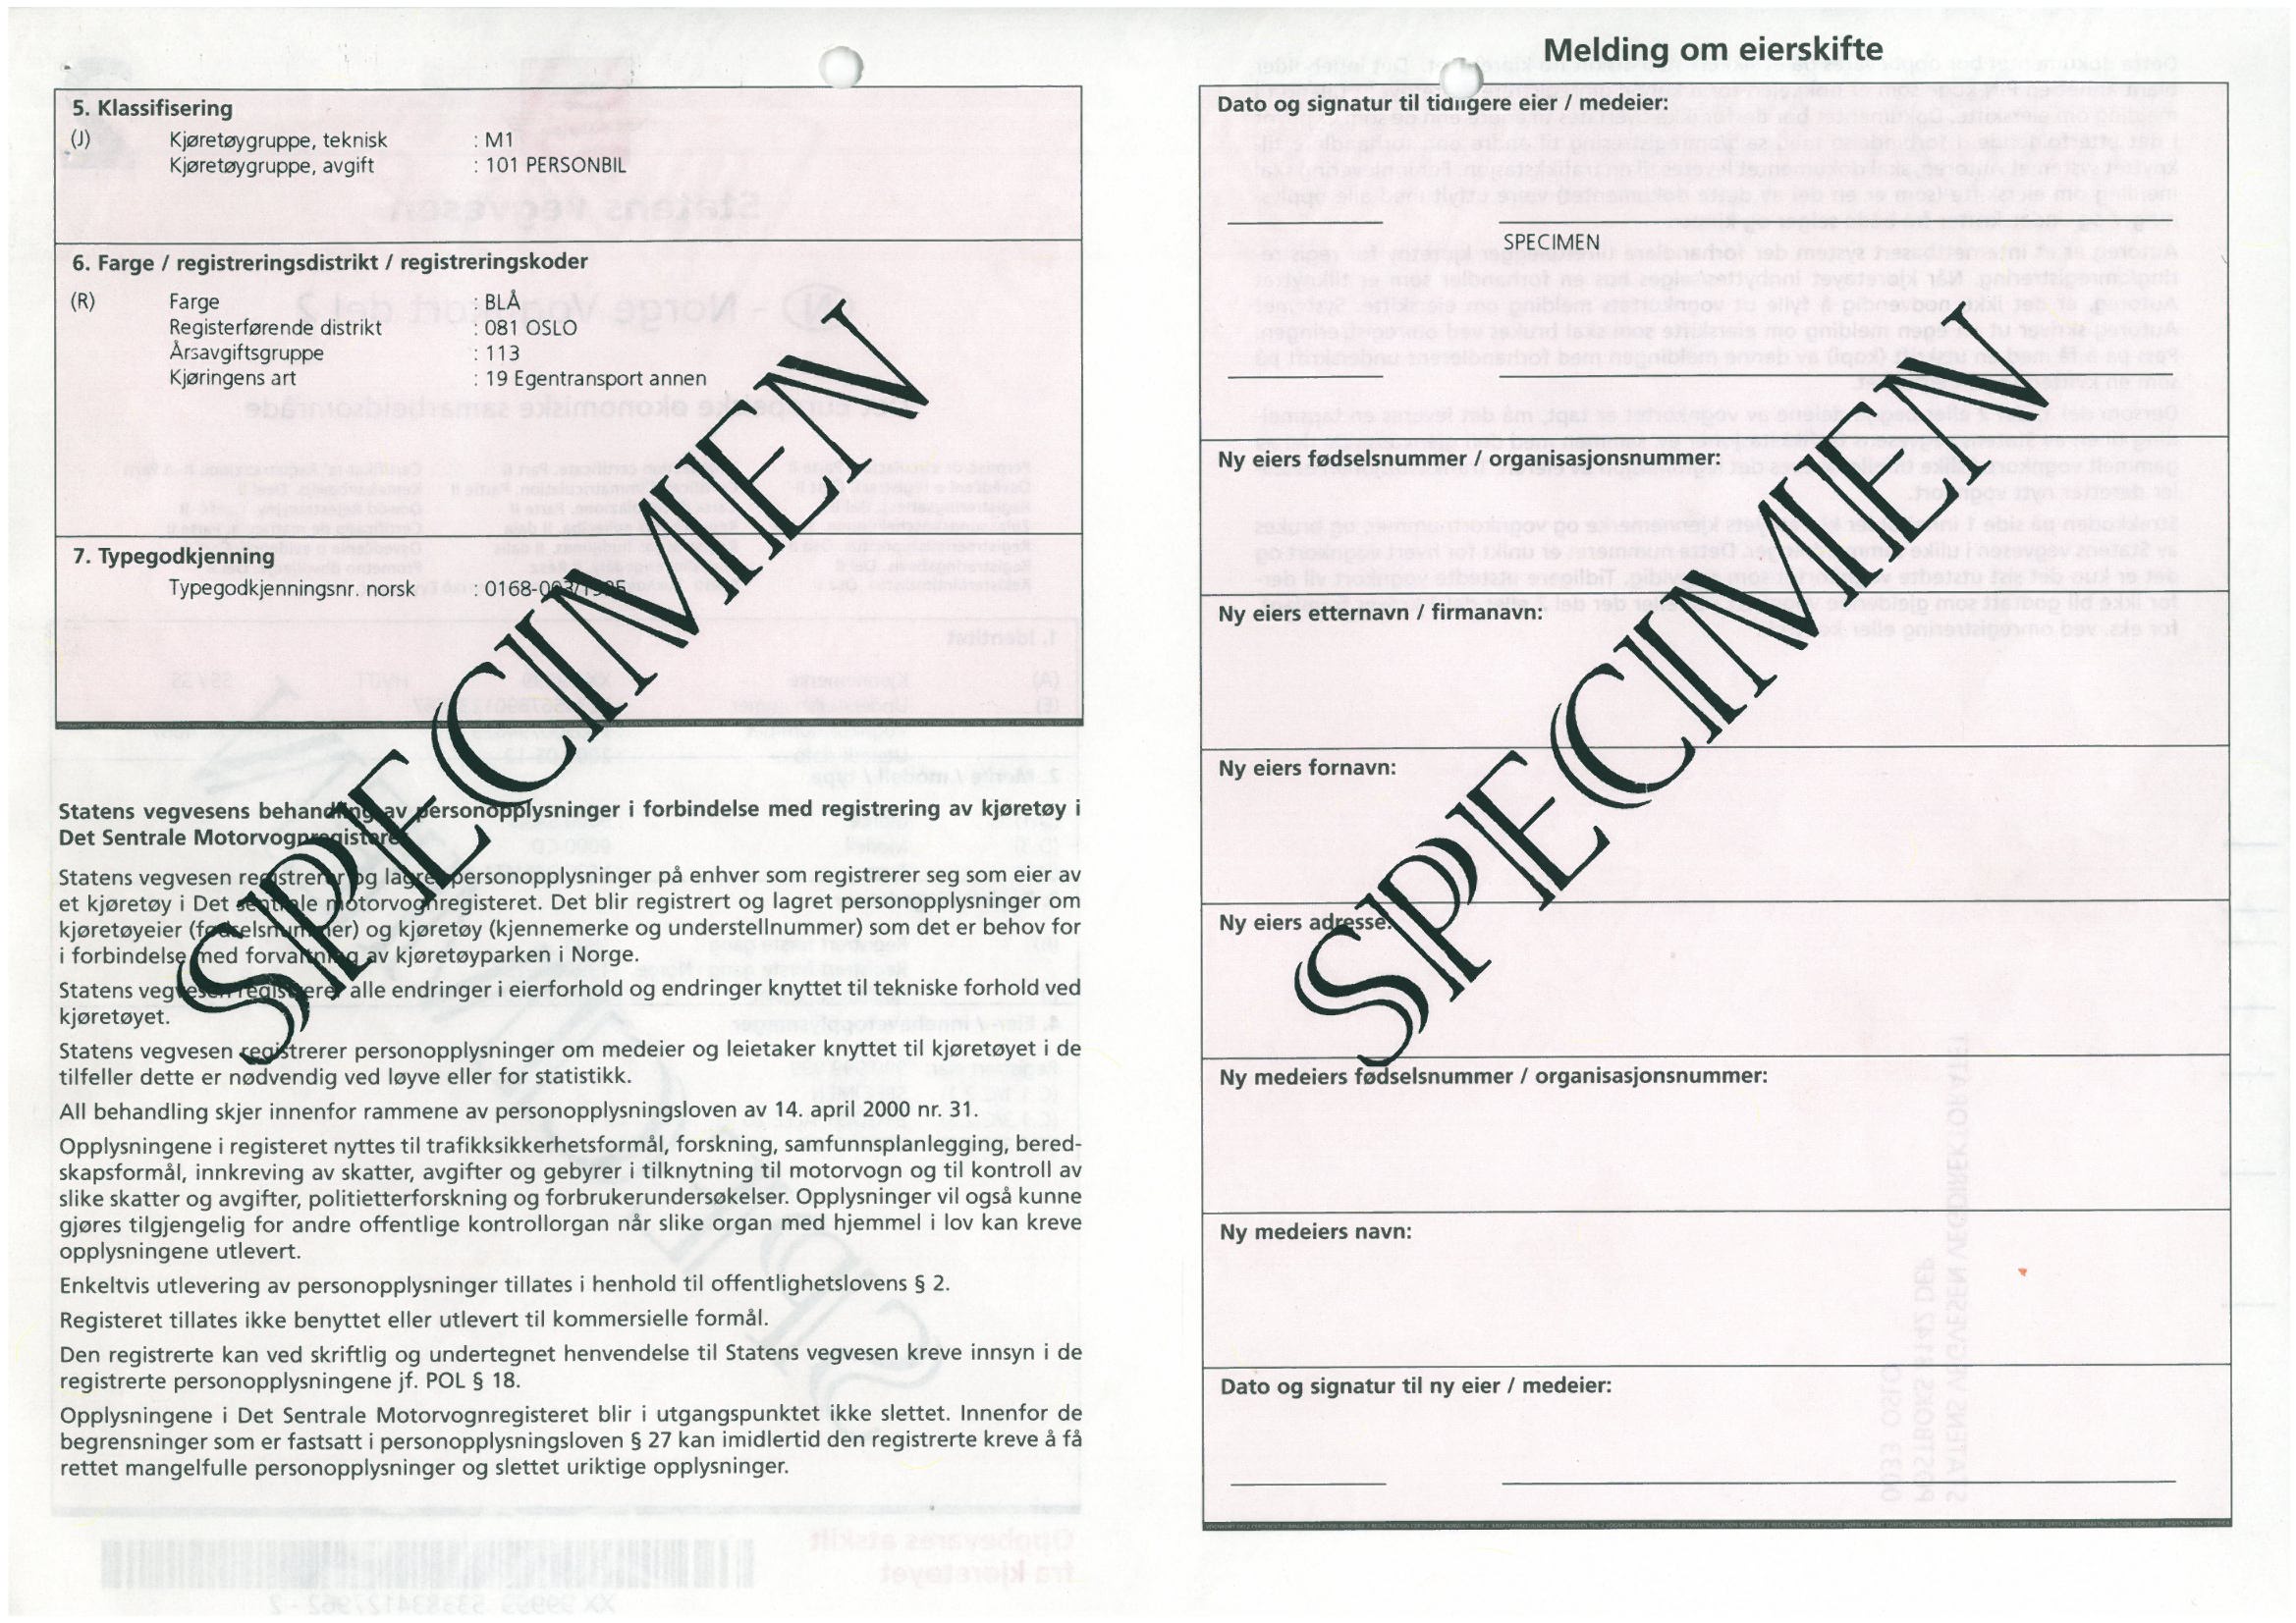 5. Klassifisering
(J) Kjøretøygruppe, teknisk : M1
Kjøretøygruppe, avgift : 101 PERSONBIL
6. Farge / registreringsdistrikt / registreringskoder
(R) Farge : BLÅ
Registerførende distrikt : 081 OSLO
Årsavgiftsgruppe : 113
Kjøringens art : 19 Egentransport annen
7. Typegodkjenning
Typegodkjenningsnr. norsk : 0168-003/1995
SPECIMEN
Statens vegvesens behandling av personopplysninger i forbindelse med registrering av kjøretøy i
Det Sentrale Motorvognregisteret
Statens vegvesen registrerer og lagrer personopplysninger på enhver som registrerer seg som eier av
et kjøretøy i Det sentrale motorvognregisteret. Det blir registrert og lagret personopplysninger om
kjøretøyeier (fødselsnummer) og kjøretøy (kjennemerke og understellnummer) som det er behov for
i forbindelse med forvaltning av kjøretøyparken i Norge.
Statens vegvesen registrerer alle endringer i eierforhold og endringer knyttet til tekniske forhold ved
kjøretøyet.
Statens vegvesen registrerer personopplysninger om medeier og leietaker knyttet til kjøretøyet i de
tilfeller dette er nødvendig ved løyve eller for statistikk.
All behandling skjer innenfor rammene av personopplysningsloven av 14. april 2000 nr. 31.
Opplysningene i registeret nyttes til trafikksikkerhetsformål, forskning, samfunnsplanlegging, bered-
skapsformål, innkreving av skatter, avgifter og gebyrer i tilknytning til motorvogn og til kontroll av
slike skatter og avgifter, politietterforskning og forbrukerundersøkelser. Opplysninger vil også kunne
gjøres tilgjengelig for andre offentlige kontrollorgan når slike organ med hjemmel i lov kan kreve
opplysningene utlevert.
Enkeltvis utlevering av personopplysninger tillates i henhold til offentlighetslovens § 2.
Registeret tillates ikke benyttet eller utlevert til kommersielle formål.
Den registrerte kan ved skriftlig og undertegnet henvendelse til Statens vegvesen kreve innsyn i de
registrerte personopplysningene jf. POL § 18.
Opplysningene i Det Sentrale Motorvognregisteret blir i utgangspunktet ikke slettet. Innenfor de
begrensninger som er fastsatt i personopplysningsloven § 27 kan imidlertid den registrerte kreve å få
rettet mangelfulle personopplysninger og slettet uriktige opplysninger.
Melding om eierskifte
Dato og signatur til tidligere eier / medeier:
SPECIMEN
Ny eiers fødselsnummer / organisasjonsnummer:
Ny eiers etternavn / firmanavn:
Ny eiers fornavn:
Ny eiers adresse:
Ny medeiers fødselsnummer / organisasjonsnummer:
Ny medeiers navn:
Dato og signatur til ny eier / medeier:
SPECIMEN